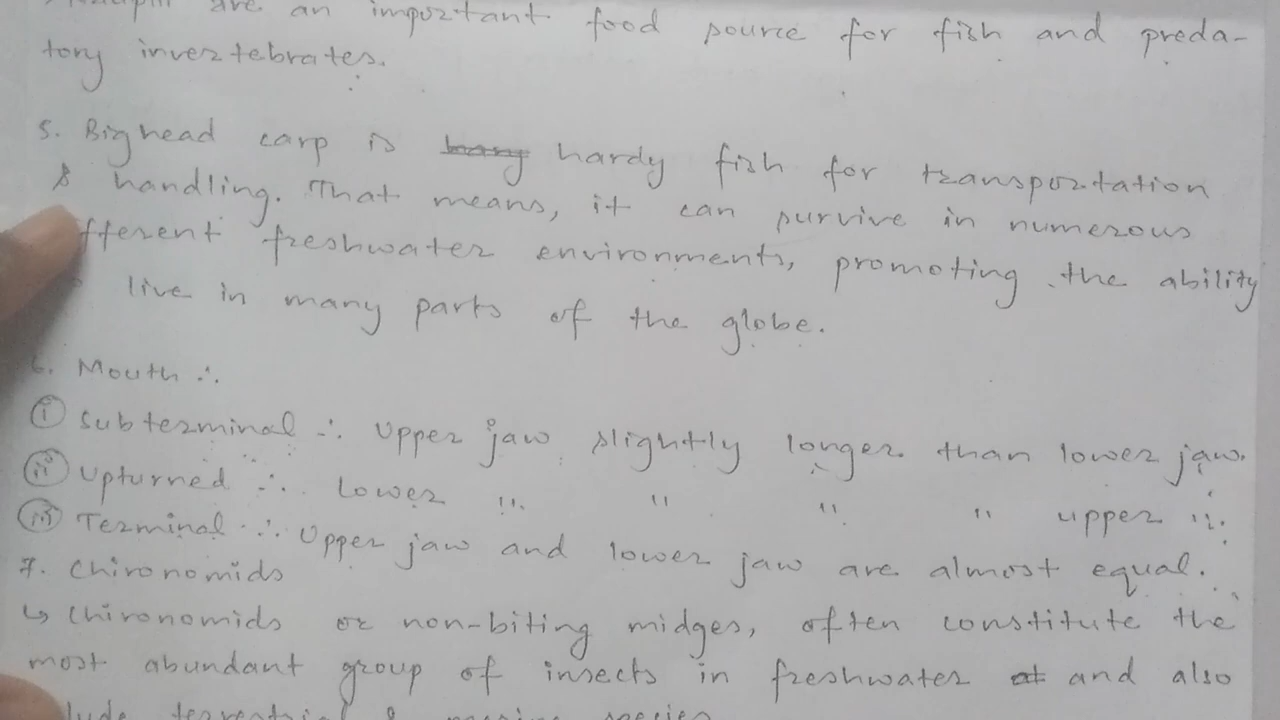 are an important food source for fish and preda-
tory invertebrates.
5. Bighead carp is hardy fish for transportation
& handling. That means, it can survive in numerous
fferent freshwater environments, promoting the ability
live in many parts of the globe.
6. Mouth ∴
(i) Subterminal ∴ Upper jaw slightly longer than lower jaw.
(ii) Upturned ∴ Lower " " " " upper "
(iii) Terminal ∴ Upper jaw and lower jaw are almost equal.
7. Chironomids
↳ Chironomids or non-biting midges, often constitute the
most abundant group of insects in freshwater and also